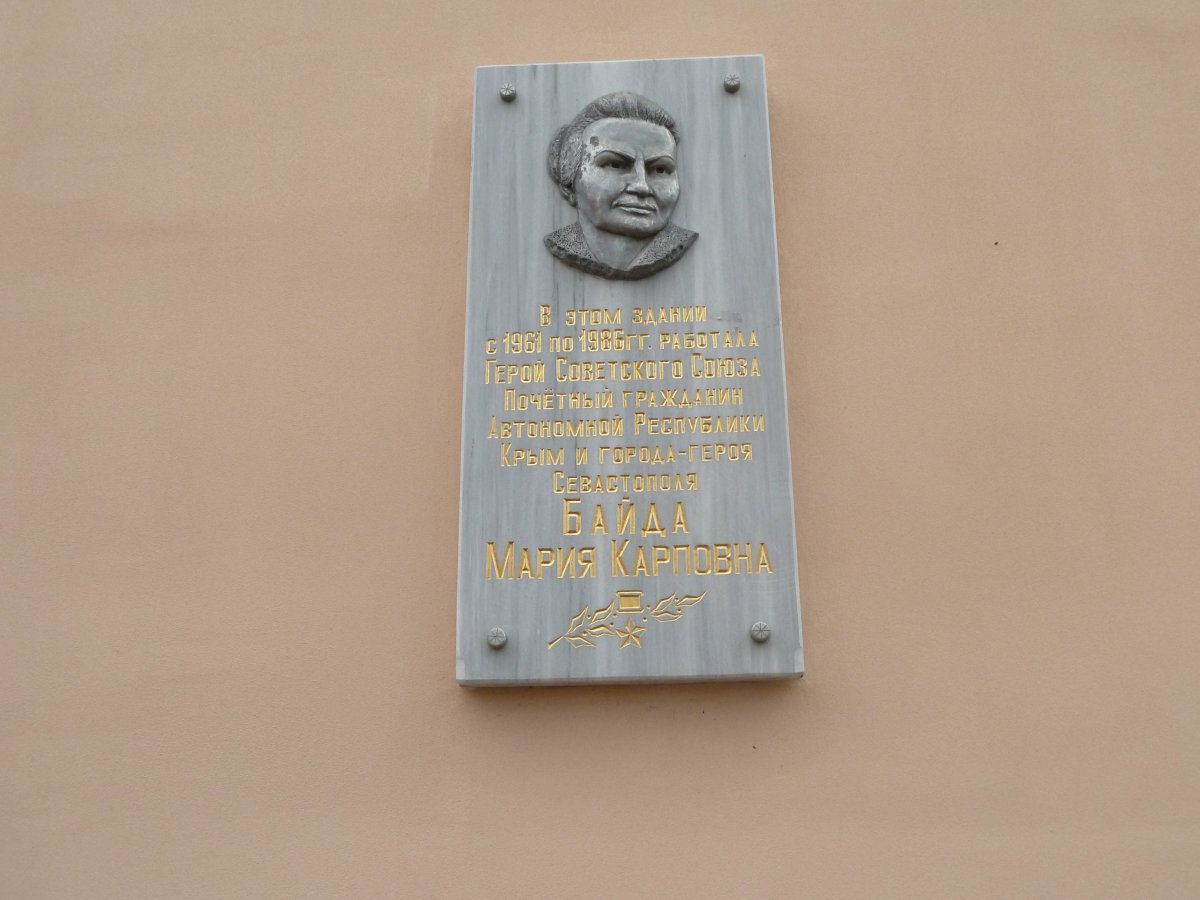 В этом здании
с 1961 по 1986гг. работала
Герой Советского Союза
Почётный гражданин
Автономной Республики
Крым и города-героя
Севастополя
Байда
Мария Карповна